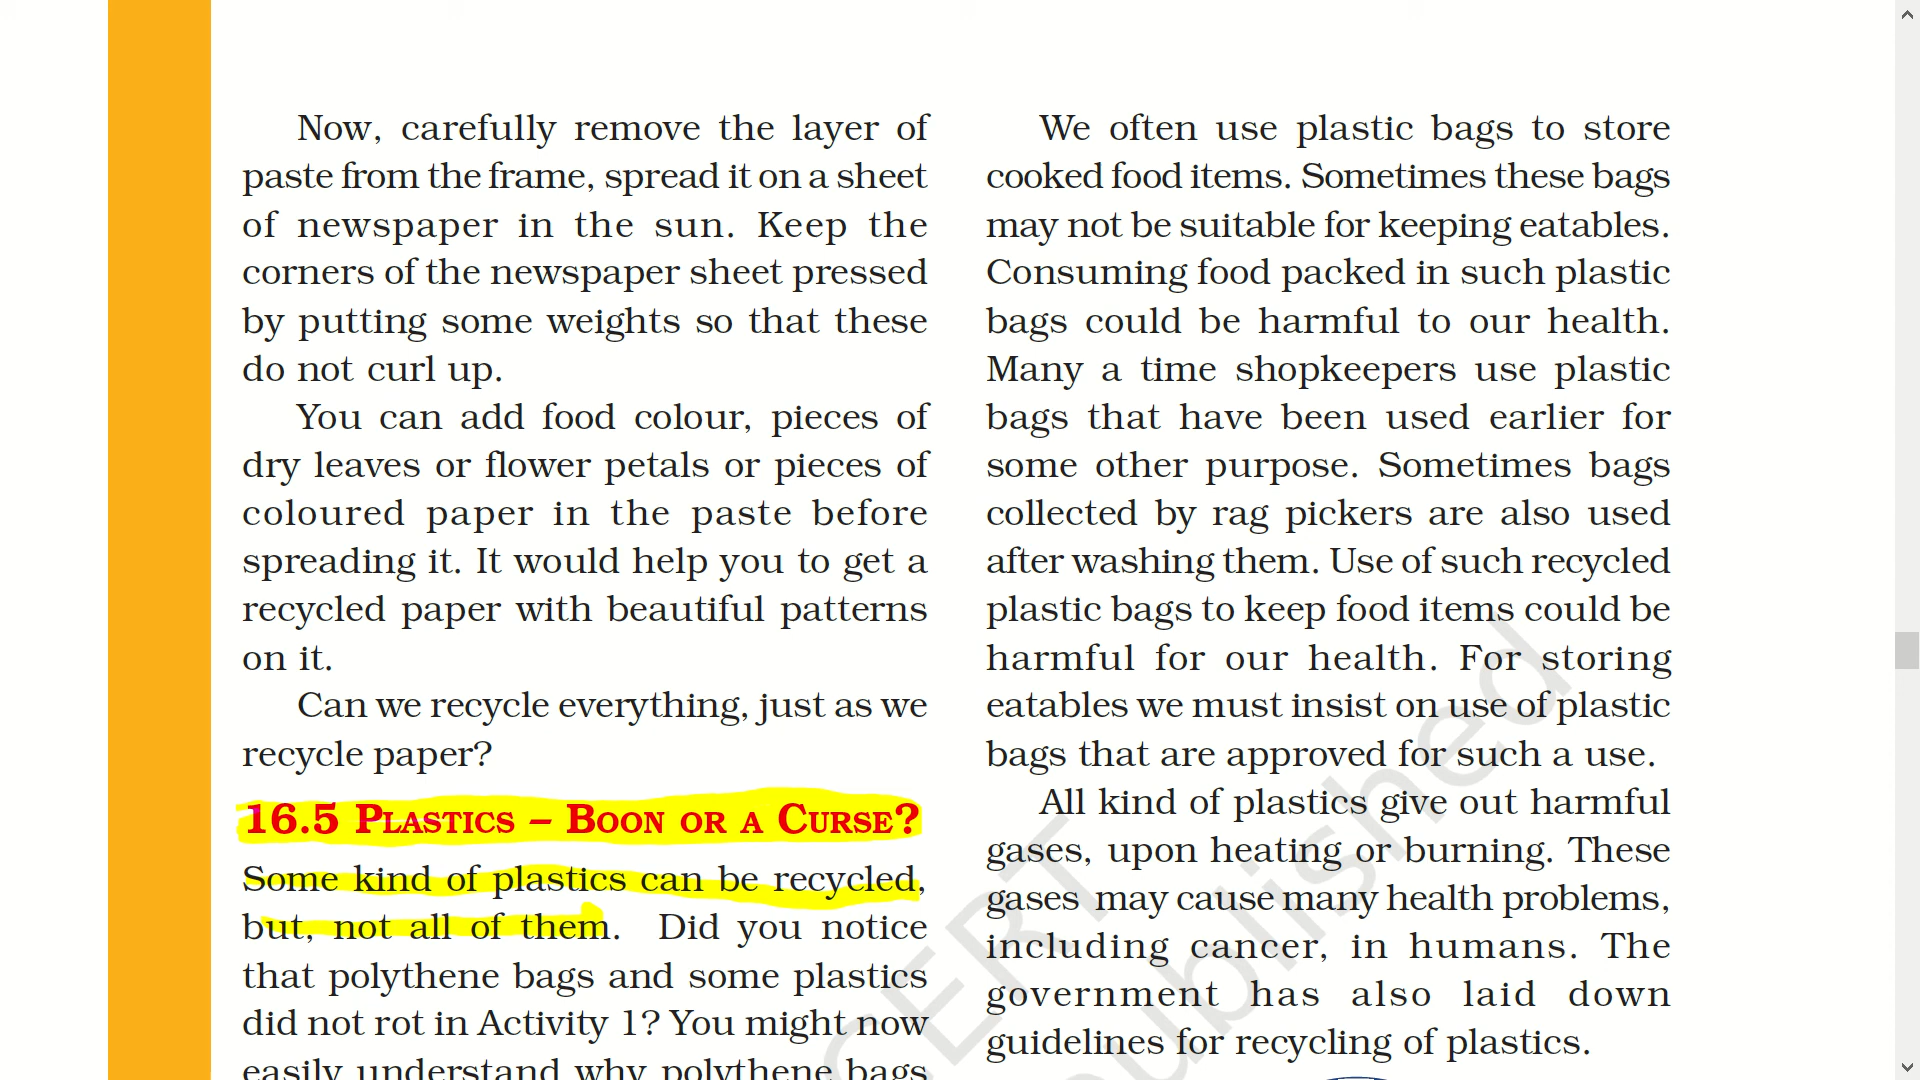 Now, carefully remove the layer of
paste from the frame, spread it on a sheet
of newspaper in the sun. Keep the
corners of the newspaper sheet pressed
by putting some weights so that these
do not curl up.
You can add food colour, pieces of
dry leaves or flower petals or pieces of
coloured paper in the paste before
spreading it. It would help you to get a
recycled paper with beautiful patterns
on it.
Can we recycle everything, just as we
recycle paper?
16.5 PLASTICS – BOON OR A CURSE?
Some kind of plastics can be recycled,
but, not all of them. Did you notice
that polythene bags and some plastics
did not rot in Activity 1? You might now
easily understand why polythene bags
We often use plastic bags to store
cooked food items. Sometimes these bags
may not be suitable for keeping eatables.
Consuming food packed in such plastic
bags could be harmful to our health.
Many a time shopkeepers use plastic
bags that have been used earlier for
some other purpose. Sometimes bags
collected by rag pickers are also used
after washing them. Use of such recycled
plastic bags to keep food items could be
harmful for our health. For storing
eatables we must insist on use of plastic
bags that are approved for such a use.
All kind of plastics give out harmful
gases, upon heating or burning. These
gases may cause many health problems,
including cancer, in humans. The
government has also laid down
guidelines for recycling of plastics.
CERT
ublished